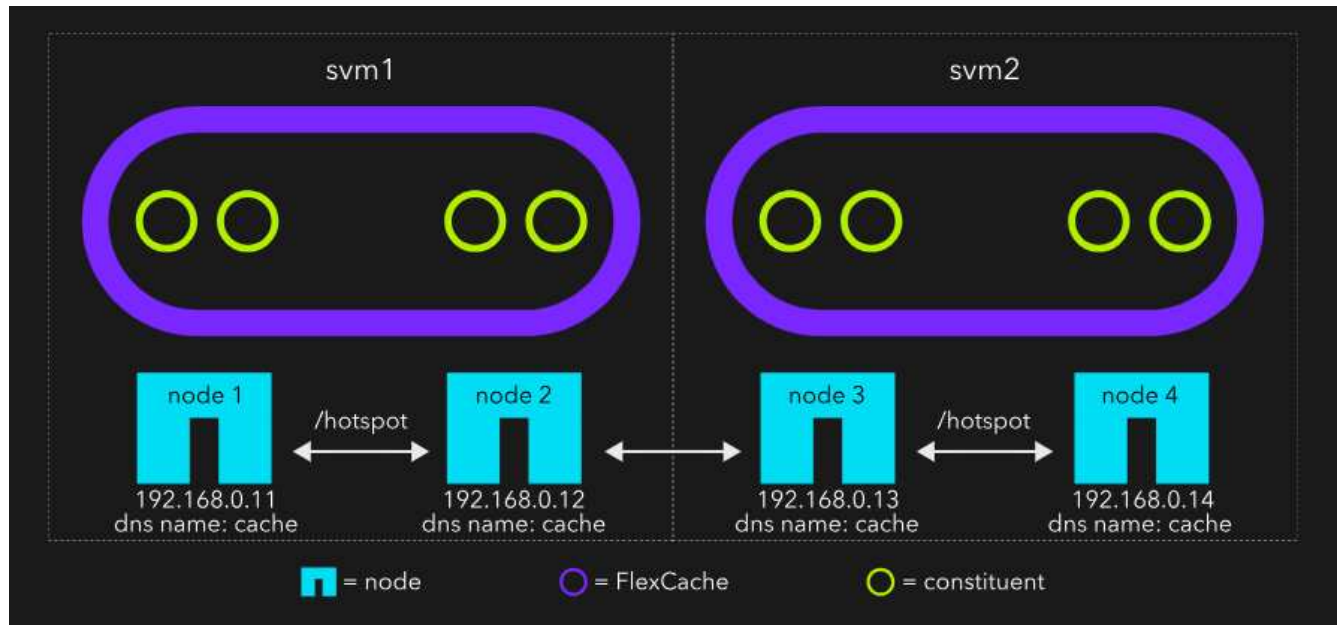 svm1
svm2
node 1
/hotspot
node 2
node 3
/hotspot
node 4
192.168.0.11
dns name: cache
192.168.0.12
dns name: cache
192.168.0.13
dns name: cache
192.168.0.14
dns name: cache
= node
= FlexCache
= constituent